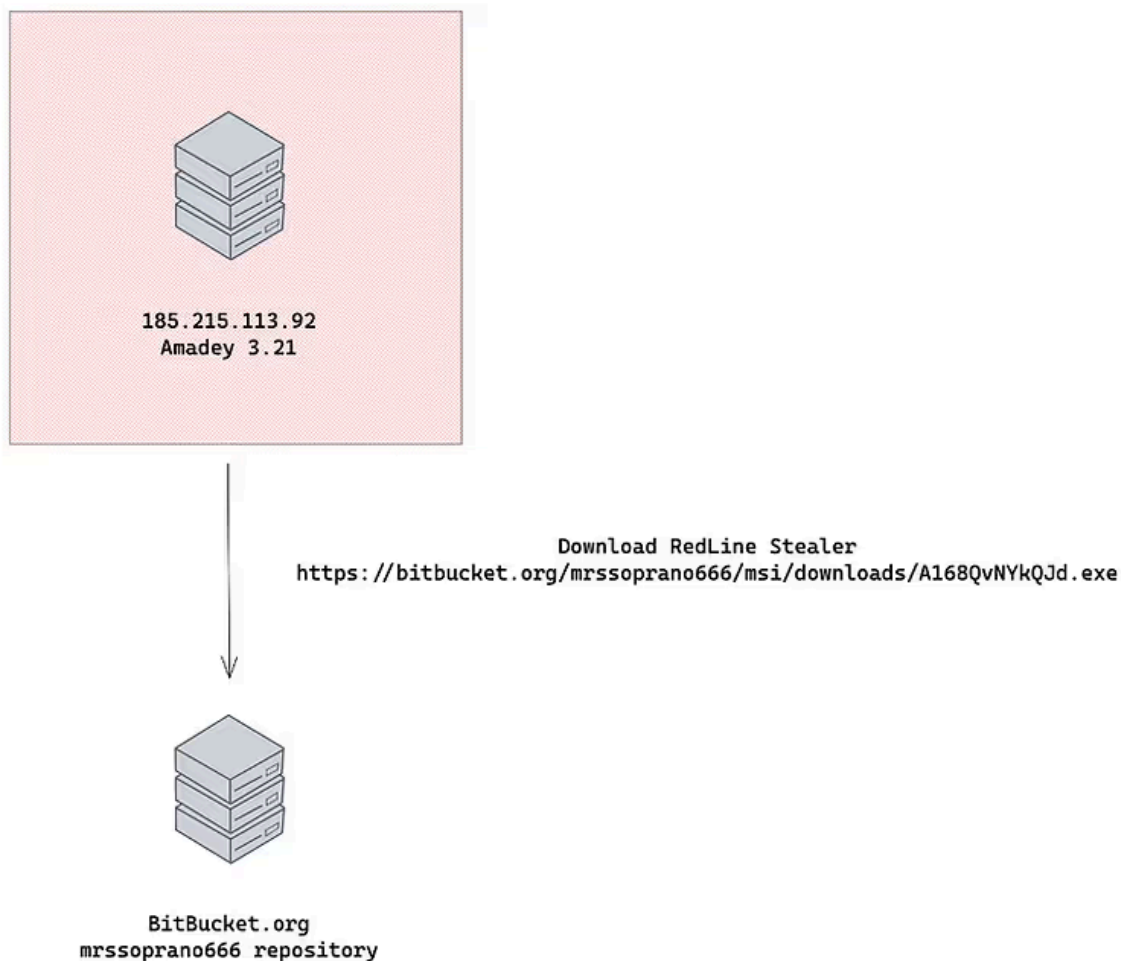 185.215.113.92
Amadey 3.21
Download RedLine Stealer
https://bitbucket.org/mrssoprano666/msi/downloads/A168QvNYkQJd.exe
BitBucket.org
mrssoprano666 repository